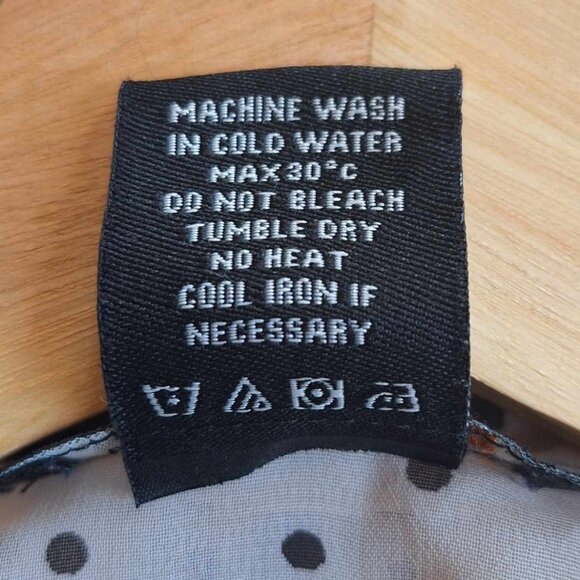 MACHINE WASH
IN COLD WATER
MAX 30°C
DO NOT BLEACH
TUMBLE DRY
NO HEAT
COOL IRON IF
NECESSARY